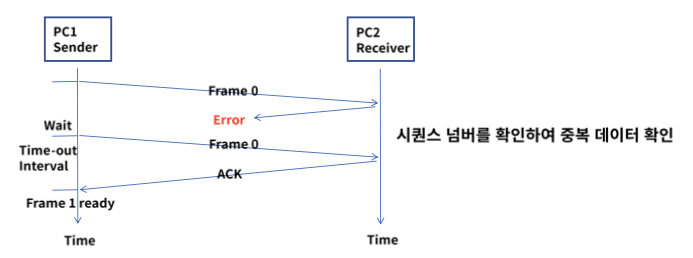 PC1
Sender
PC2
Receiver
Frame 0
Error
Wait
Frame 0
시퀀스 넘버를 확인하여 중복 데이터 확인
Time-out
Interval
ACK
Frame 1 ready
Time
Time